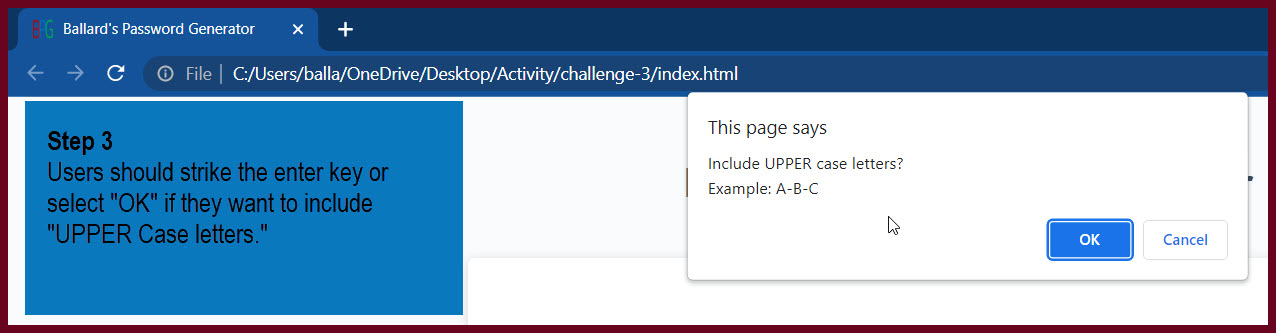 BPG Ballard's Password Generator
File | C:/Users/balla/OneDrive/Desktop/Activity/challenge-3/index.html
Step 3
Users should strike the enter key or
select "OK" if they want to include
"UPPER Case letters."
This page says
Include UPPER case letters?
Example: A-B-C
OK Cancel